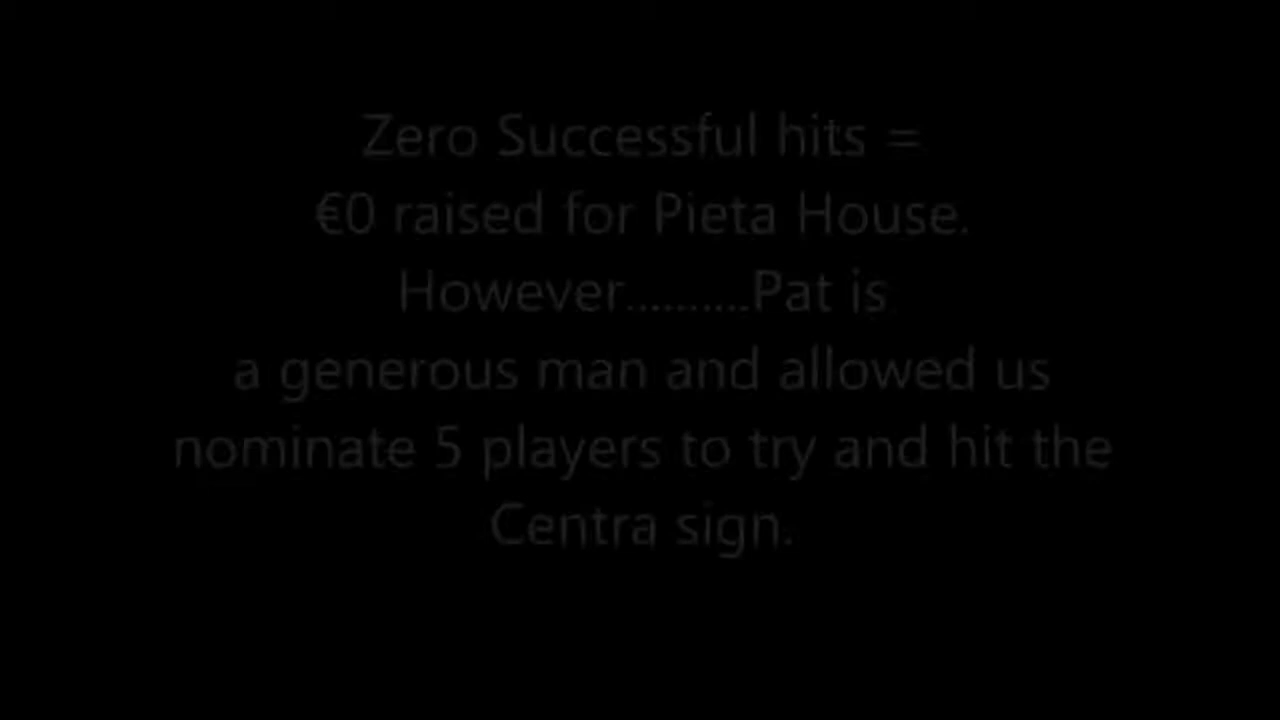 Zero Successful hits =
€0 raised for Pieta House.
However..........Pat is
a generous man and allowed us
nominate 5 players to try and hit the
Centra sign.